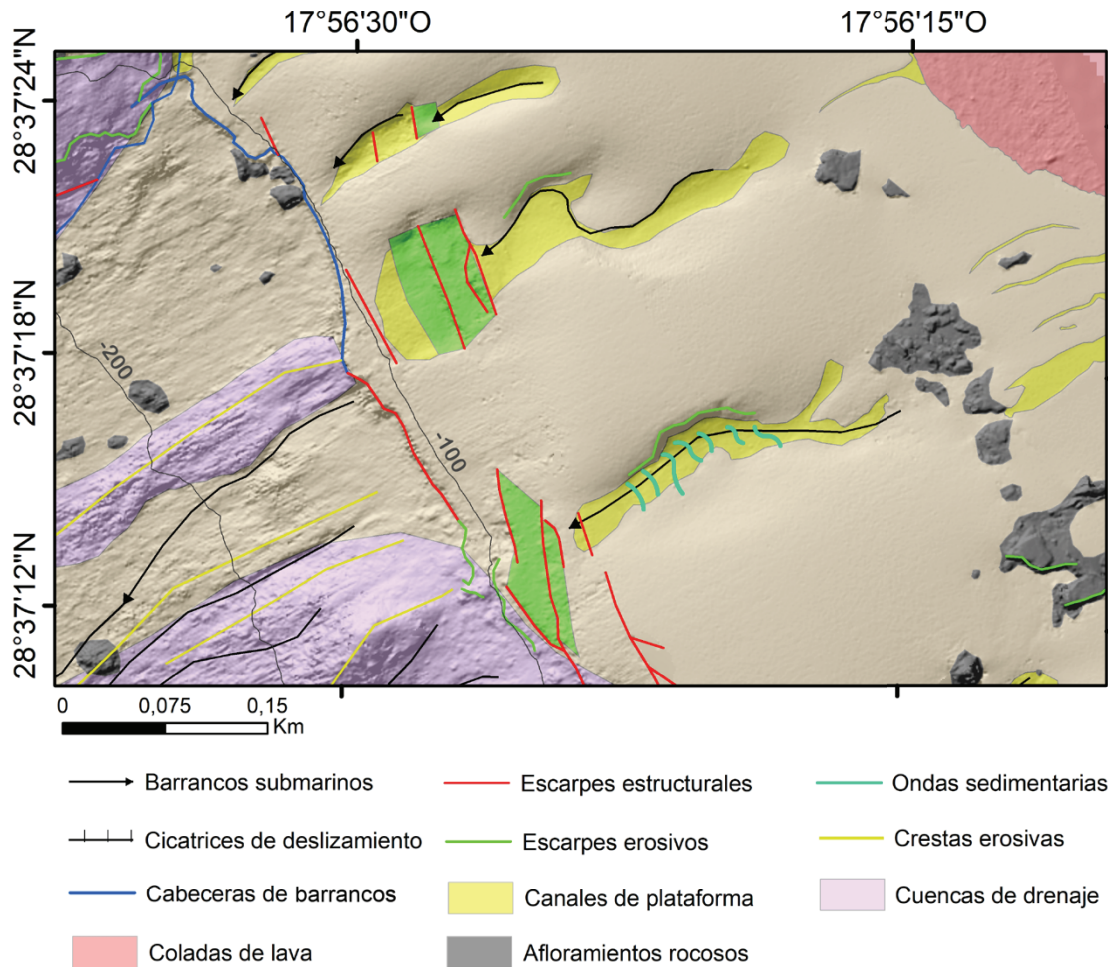 17°56'30"O 17°56'15"O
28°37'24"N
28°37'18"N
28°37'12"N
-200
-100
0 0,075 0,15
Km
Barrancos submarinos Escarpes estructurales Ondas sedimentarias
Cicatrices de deslizamiento Escarpes erosivos Crestas erosivas
Cabeceras de barrancos Canales de plataforma Cuencas de drenaje
Coladas de lava Afloramientos rocosos